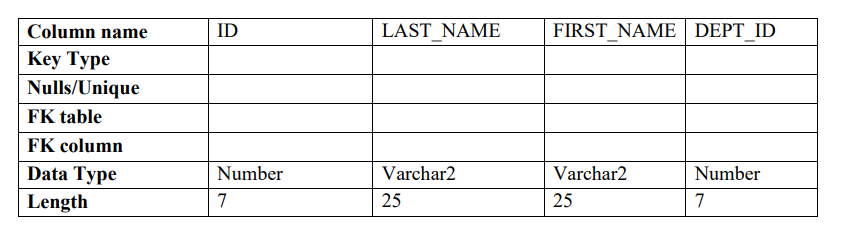 Column name ID LAST_NAME FIRST_NAME DEPT_ID
Key Type
Nulls/Unique
FK table
FK column
Data Type Number Varchar2 Varchar2 Number
Length 7 25 25 7